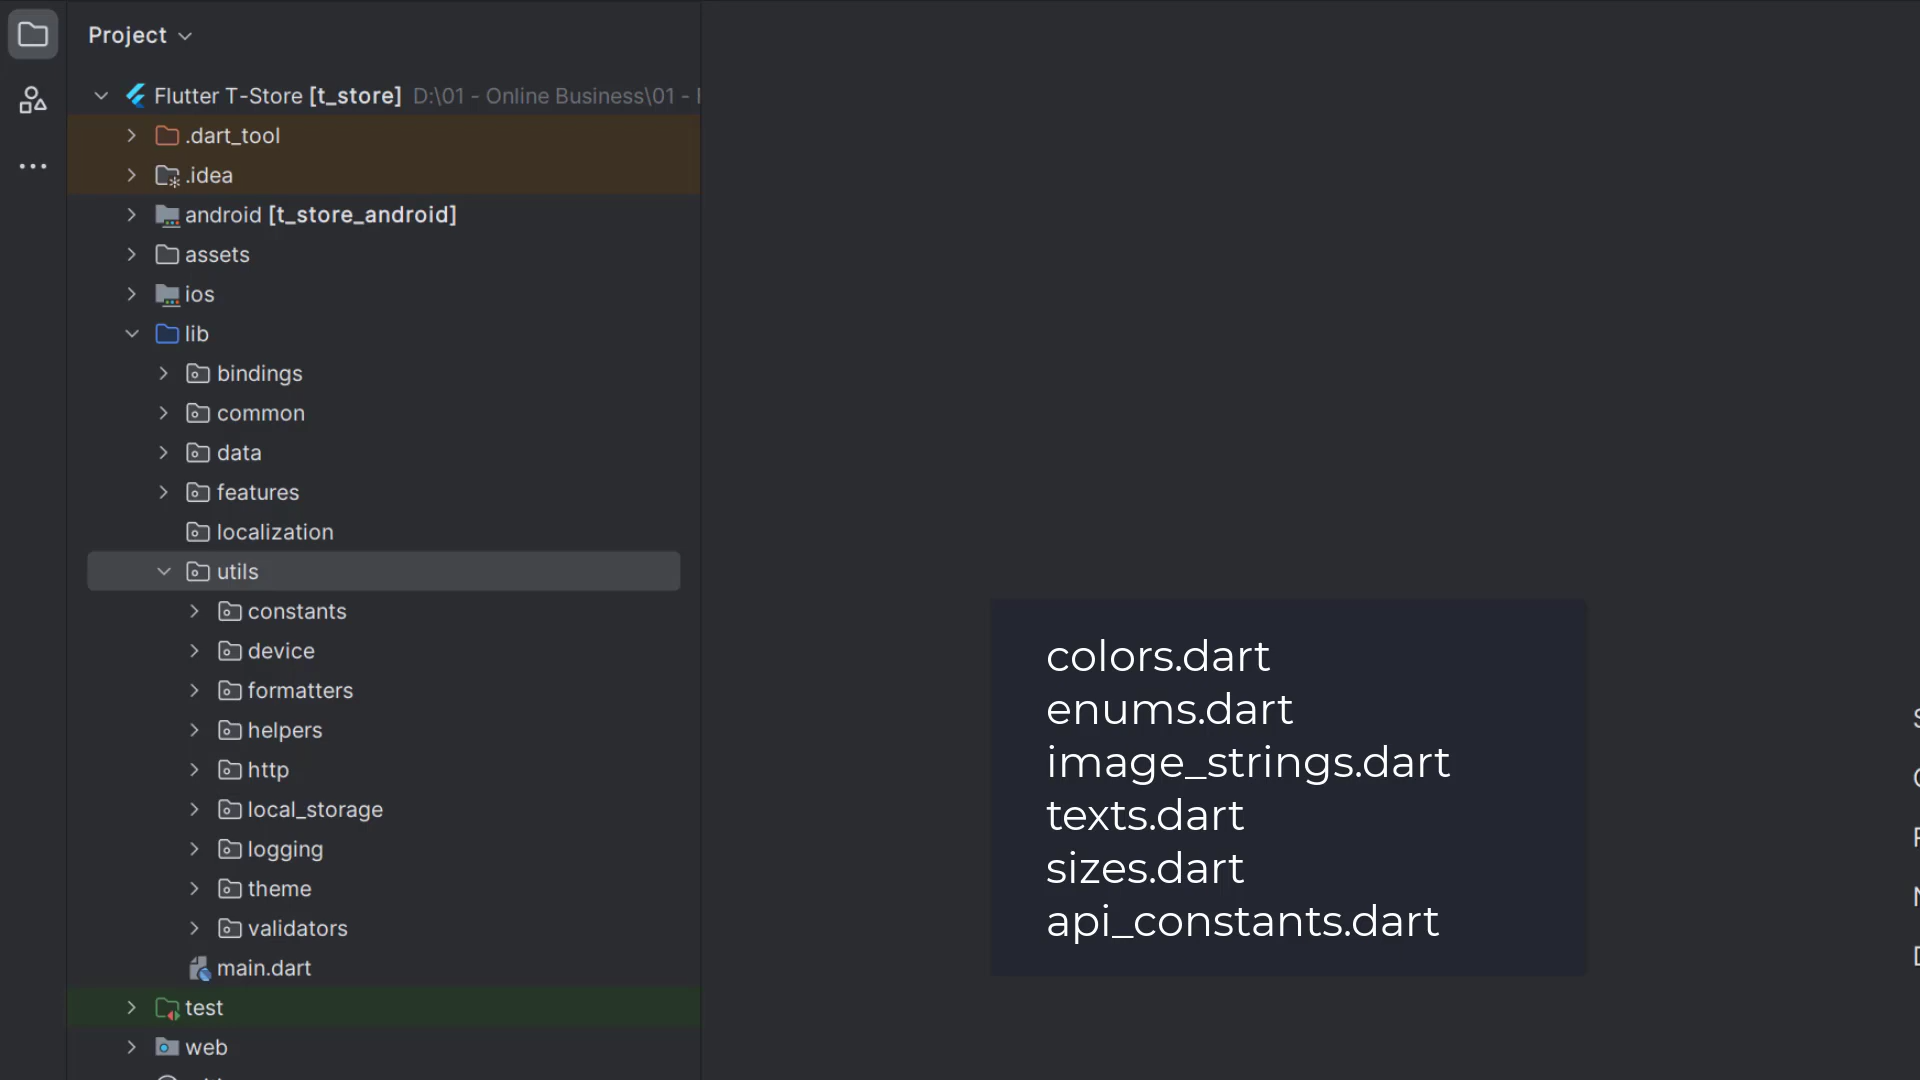 Project
Flutter T-Store [t_store] D:\01 - Online Business\01 -
.dart_tool
.idea
android [t_store_android]
assets
ios
lib
bindings
common
data
features
localization
utils
constants
device
formatters
helpers
http
local_storage
logging
theme
validators
main.dart
test
web
colors.dart
enums.dart
image_strings.dart
texts.dart
sizes.dart
api_constants.dart